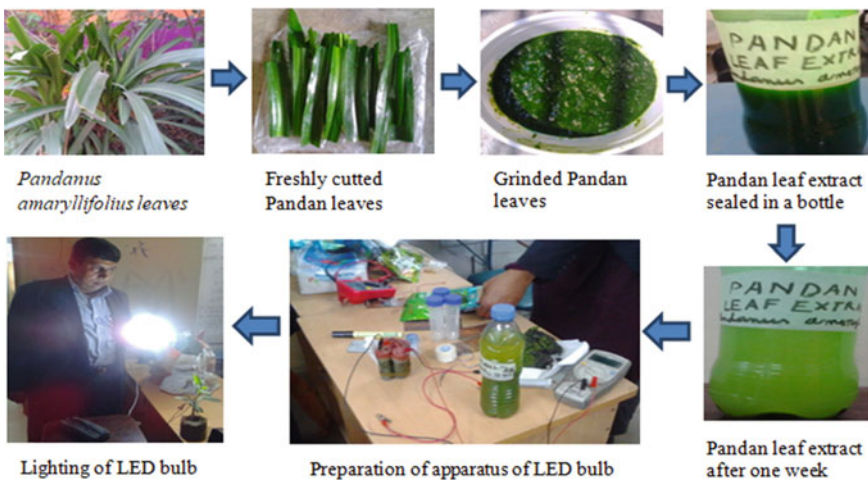 PANDAN
LEAF EXTR
Pandanus
amaryllifolius leaves
Freshly cutted
Pandan leaves
Grinded Pandan
leaves
Pandan leaf extract
sealed in a bottle
PANDAN
LEAF EXTRA
Lighting of LED bulb
Preparation of apparatus of LED bulb
Pandan leaf extract
after one week